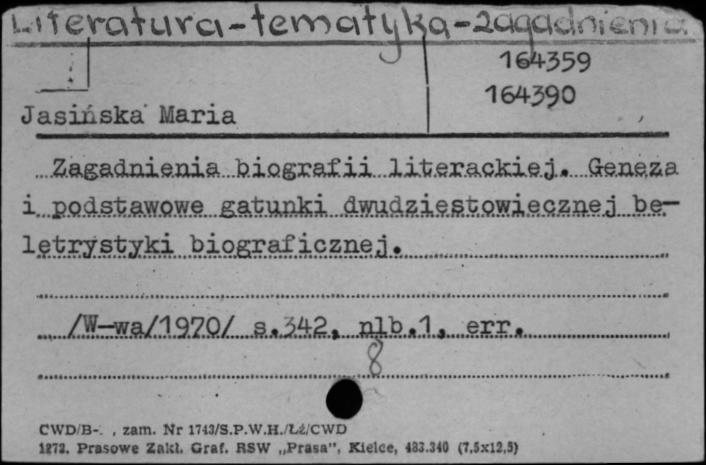 Literatura-tematyka-zagadnienia
164359
164390
Jasińska Maria
Zagadnienia biografii literackiej. Geneza
i podstawowe gatunki dwudziestowiecznej be-
letrystyki biograficznej.
/W-wa/1970/ s.342, nlb.1, err.
8
CWD/B-. , zam. Nr 1743/S.P.W.H./Łź/CWD
1272. Prasowe Zakł. Graf. RSW „Prasa", Kielce, 483.340 (7,5x12,5)